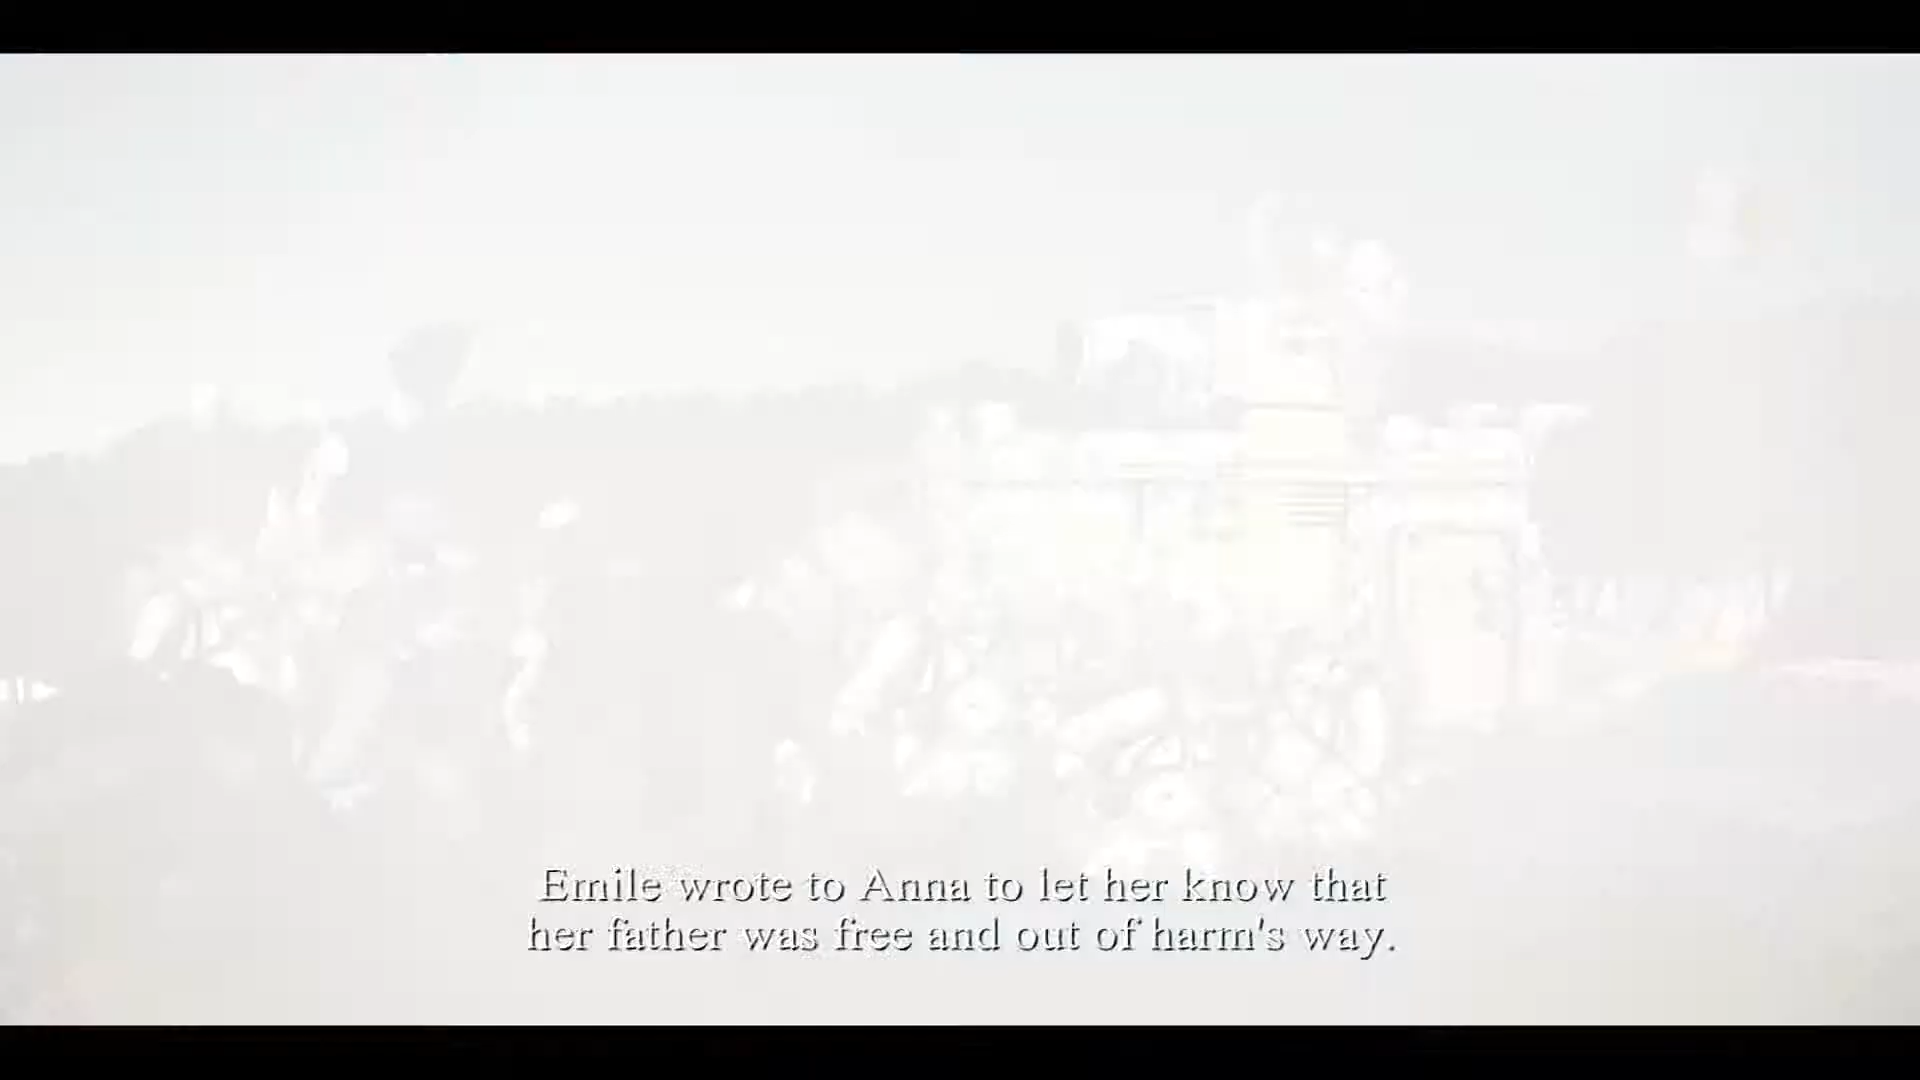 Emile wrote to Anna to let her know that
her father was free and out of harm's way.